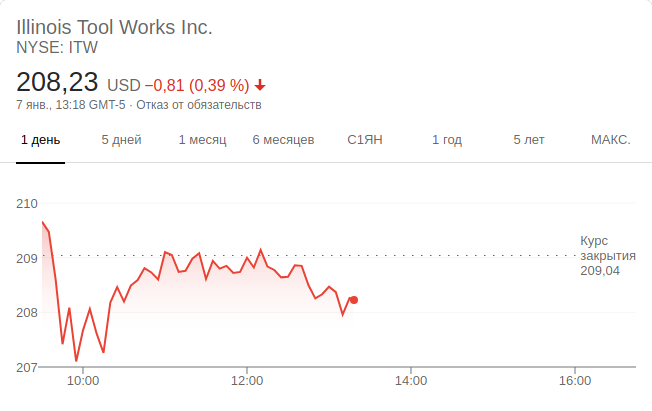 Illinois Tool Works Inc.
NYSE: ITW
208,23 USD −0,81 (0,39 %)
7 янв., 13:18 GMT-5 · Отказ от обязательств
1 день 5 дней 1 месяц 6 месяцев С1ЯН 1 год 5 лет МАКС.
210
Курс
закрытия
209,04
209
208
207
10:00 12:00 14:00 16:00